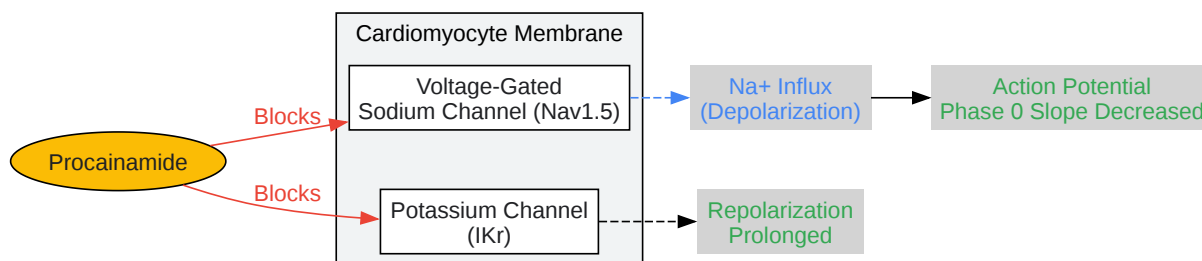 Cardiomyocyte Membrane
Voltage-Gated
Sodium Channel (Nav1.5)
Na+ Influx
(Depolarization)
Action Potential
Phase 0 Slope Decreased
Blocks
Procainamide
Blocks
Potassium Channel
(IKr)
Repolarization
Prolonged